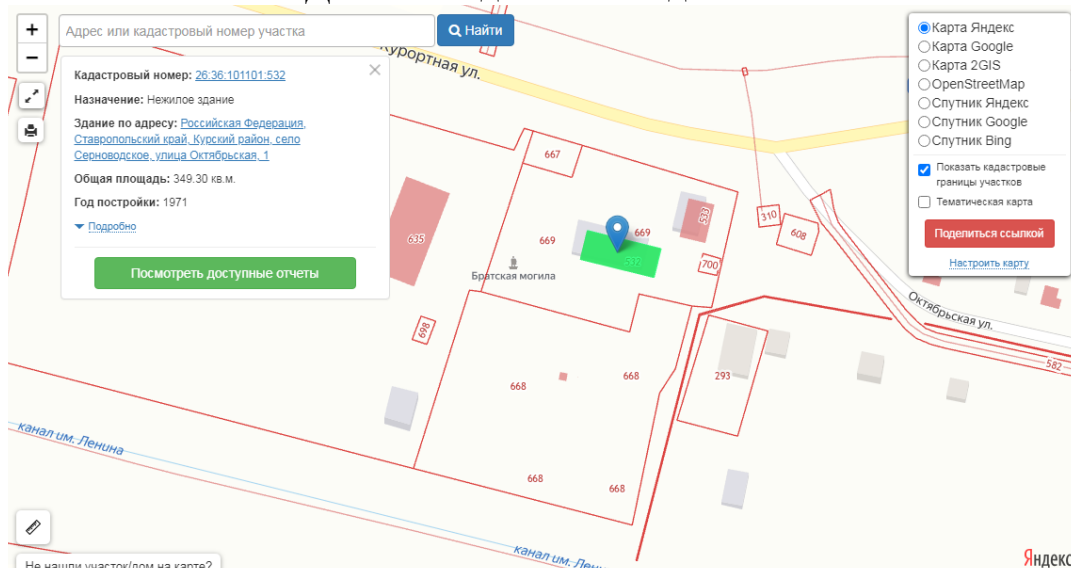 Адрес или кадастровый номер участка
Найти
Кадастровый номер: 26:36:101101:532
Назначение: Нежилое здание
Здание по адресу: Российская Федерация,
Ставропольский край, Курский район, село
Серноводское, улица Октябрьская, 1
Общая площадь: 349.30 кв.м.
Год постройки: 1971
Подробно
Посмотреть доступные отчеты
Карта Яндекс
Карта Google
Карта 2GIS
OpenStreetMap
Спутник Яндекс
Спутник Google
Спутник Bing
Показать кадастровые
границы участков
Тематическая карта
Поделиться ссылкой
Настроить карту
Курортная ул.
667
635
669
669
533
532
310
608
700
Братская могила
698
Октябрьская ул.
582
668
668
293
канал им. Ленина
668
668
канал им. Лени
Не нашли участок/дом на карте?
Яндекс